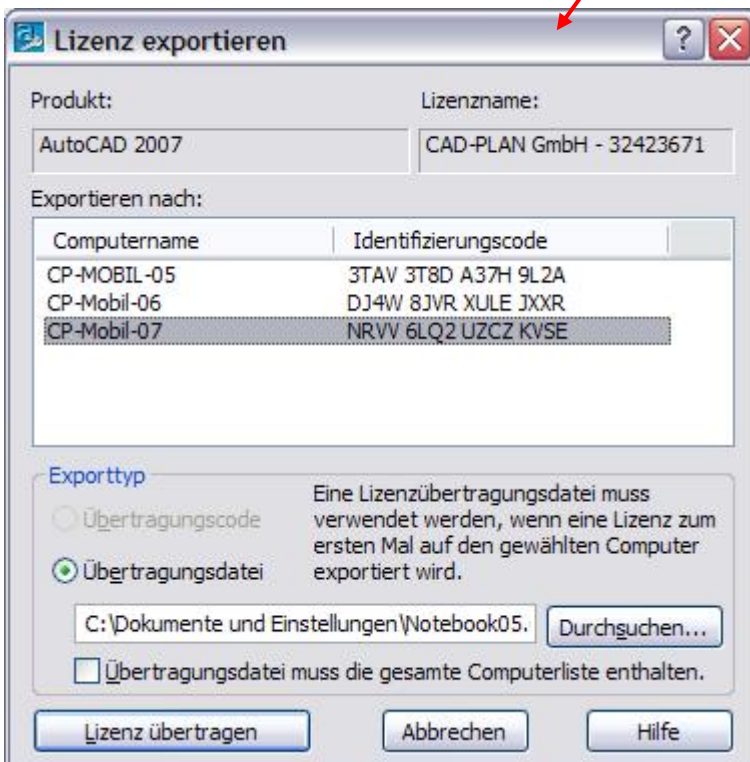 Lizenz exportieren
Produkt: Lizenzname:
AutoCAD 2007 CAD-PLAN GmbH - 32423671
Exportieren nach:
Computername Identifizierungscode
CP-MOBIL-05 3TAV 3T8D A37H 9L2A
CP-Mobil-06 DJ4W 8JVR XULE JXXR
CP-Mobil-07 NRVV 6LQ2 UZCZ KVSE
Exporttyp
Übertragungscode
Übertragungsdatei
Eine Lizenzübertragungsdatei muss
verwendet werden, wenn eine Lizenz zum
ersten Mal auf den gewählten Computer
exportiert wird.
C:\Dokumente und Einstellungen\Notebook05. Durchsuchen...
Übertragungsdatei muss die gesamte Computerliste enthalten.
Lizenz übertragen Abbrechen Hilfe